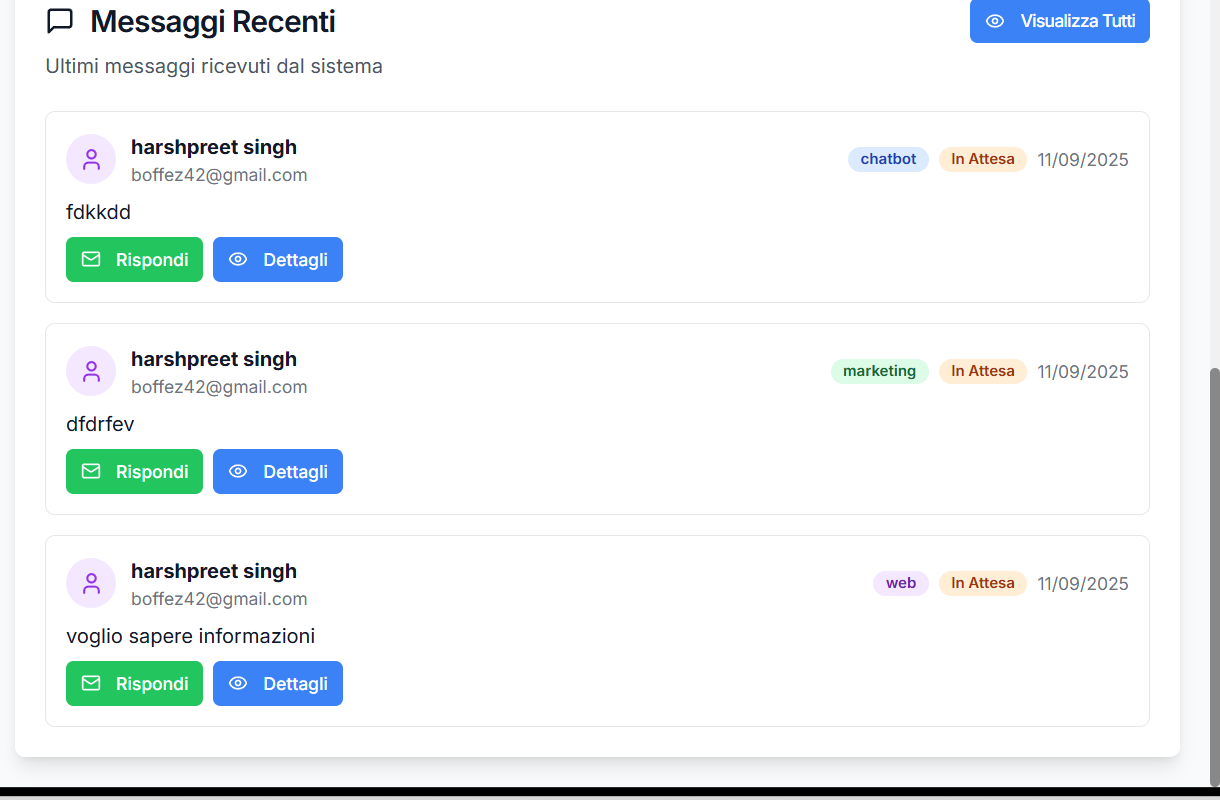 Messaggi Recenti
Visualizza Tutti
Ultimi messaggi ricevuti dal sistema
harshpreet singh
boffez42@gmail.com
chatbot In Attesa 11/09/2025
fdkkdd
Rispondi Dettagli
harshpreet singh
boffez42@gmail.com
marketing In Attesa 11/09/2025
dfdrfev
Rispondi Dettagli
harshpreet singh
boffez42@gmail.com
web In Attesa 11/09/2025
voglio sapere informazioni
Rispondi Dettagli